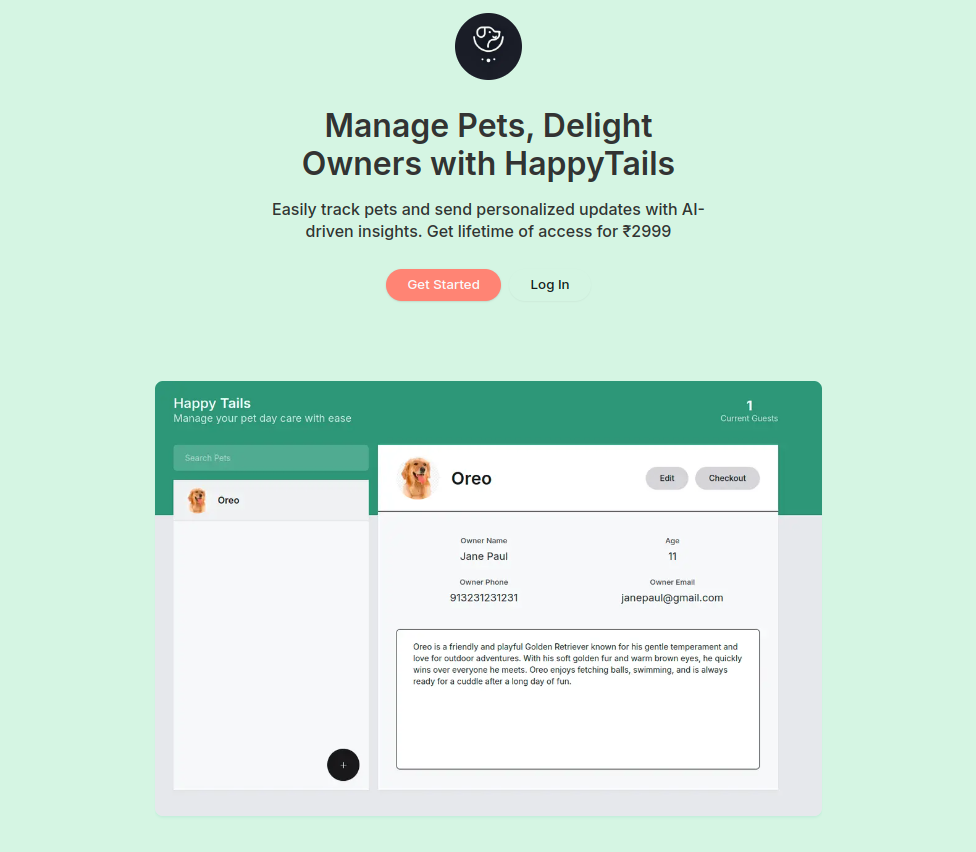 Manage Pets, Delight
Owners with HappyTails
Easily track pets and send personalized updates with AI-
driven insights. Get lifetime of access for ₹2999
Get Started
Log In
Happy Tails
Manage your pet day care with ease
1
Current Guests
Search Pets
Oreo
Oreo
Edit
Checkout
Owner Name
Jane Paul
Age
11
Owner Phone
913231231231
Owner Email
janepaul@gmail.com
Oreo is a friendly and playful Golden Retriever known for his gentle temperament and
love for outdoor adventures. With his soft golden fur and warm brown eyes, he quickly
wins over everyone he meets. Oreo enjoys fetching balls, swimming, and is always
ready for a cuddle after a long day of fun.
+